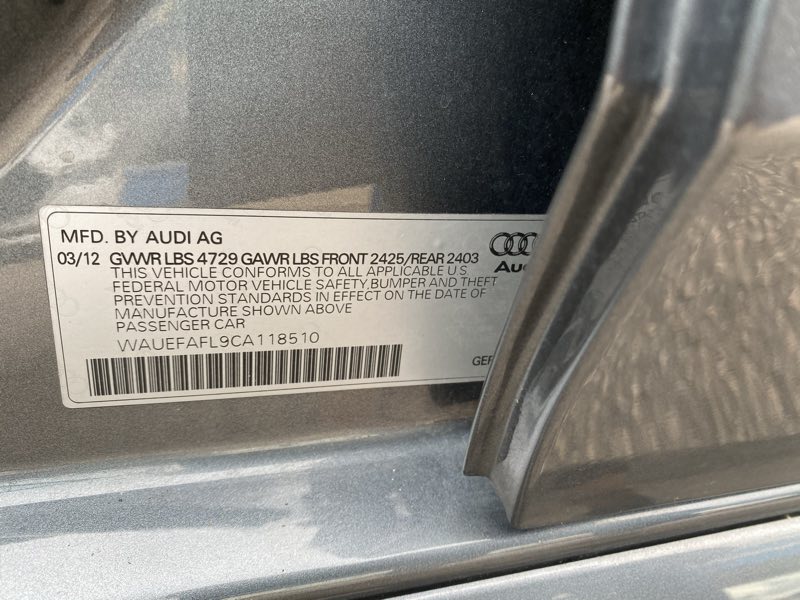 MFD. BY AUDI AG
03/12 GVWR LBS 4729 GAWR LBS FRONT 2425/REAR 2403
THIS VEHICLE CONFORMS TO ALL APPLICABLE U.S
FEDERAL MOTOR VEHICLE SAFETY,BUMPER AND THEFT
PREVENTION STANDARDS IN EFFECT ON THE DATE OF
MANUFACTURE SHOWN ABOVE
PASSENGER CAR
WAUEFAFL9CA118510
Aud
GER